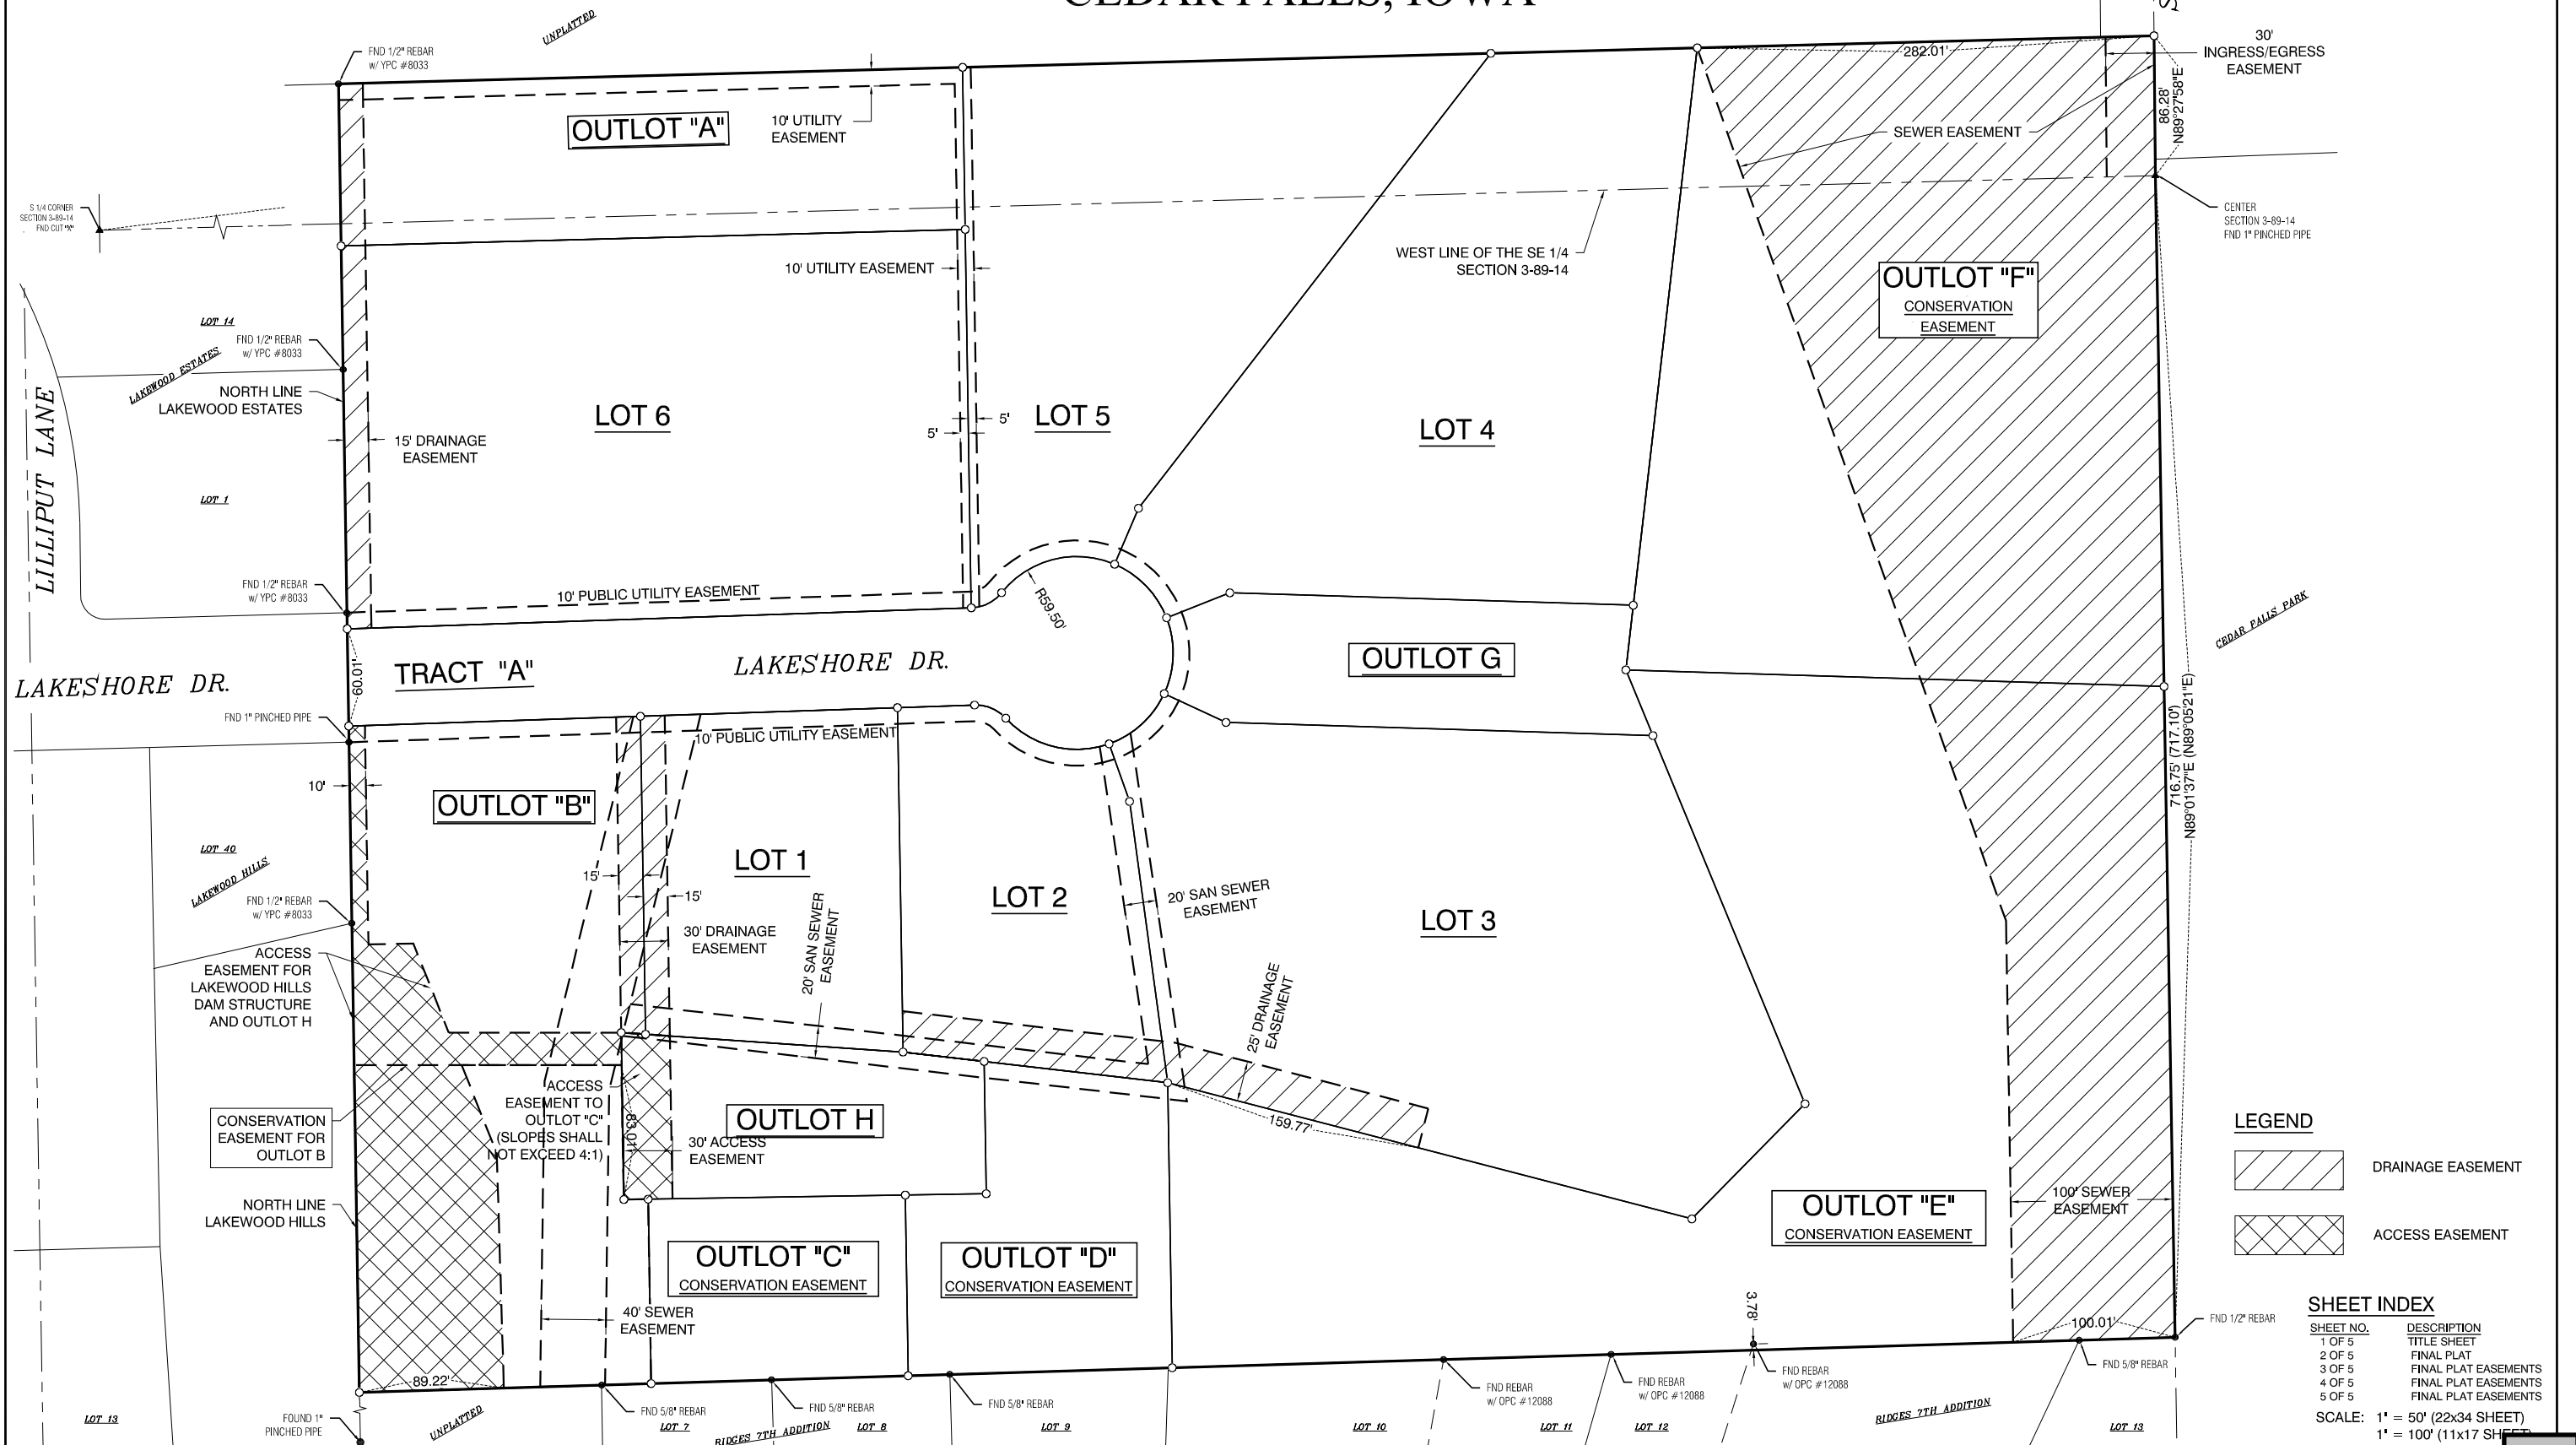 CEDAR FALLS, IOWA
UNPLATTED
FND 1/2" REBAR
w/ YPC #8033
282.01'
30'
INGRESS/EGRESS
EASEMENT
OUTLOT "A"
10' UTILITY
EASEMENT
SEWER EASEMENT
86.28'
N89°27'58"E
S 1/4 CORNER
SECTION 3-89-14
FND CUT "X"
CENTER
SECTION 3-89-14
FND 1" PINCHED PIPE
10' UTILITY EASEMENT
WEST LINE OF THE SE 1/4
SECTION 3-89-14
OUTLOT "F"
CONSERVATION
EASEMENT
LOT 14
FND 1/2" REBAR
w/ YPC #8033
LAKEWOOD ESTATES
NORTH LINE
LAKEWOOD ESTATES
LILLIPUT LANE
LOT 6
5'
5'
LOT 5
LOT 4
15' DRAINAGE
EASEMENT
LOT 1
FND 1/2" REBAR
w/ YPC #8033
10' PUBLIC UTILITY EASEMENT
R59.50'
CEDAR FALLS PARK
LAKESHORE DR.
60.01'
TRACT "A"
LAKESHORE DR.
OUTLOT G
FND 1" PINCHED PIPE
10' PUBLIC UTILITY EASEMENT
716.75' (717.10')
N89°01'37"E (N89°05'21"E)
10'
OUTLOT "B"
LOT 40
LAKEWOOD HILLS
FND 1/2" REBAR
w/ YPC #8033
15'
15'
LOT 1
LOT 2
20' SAN SEWER
EASEMENT
LOT 3
30' DRAINAGE
EASEMENT
20' SAN SEWER
EASEMENT
25' DRAINAGE
EASEMENT
ACCESS
EASEMENT FOR
LAKEWOOD HILLS
DAM STRUCTURE
AND OUTLOT H
ACCESS
EASEMENT TO
OUTLOT "C"
(SLOPES SHALL
NOT EXCEED 4:1)
83.01'
OUTLOT H
30' ACCESS
EASEMENT
159.77'
CONSERVATION
EASEMENT FOR
OUTLOT B
NORTH LINE
LAKEWOOD HILLS
LEGEND
DRAINAGE EASEMENT
ACCESS EASEMENT
OUTLOT "C"
CONSERVATION EASEMENT
OUTLOT "D"
CONSERVATION EASEMENT
OUTLOT "E"
CONSERVATION EASEMENT
100' SEWER
EASEMENT
40' SEWER
EASEMENT
3.78'
100.01'
89.22'
FND 1/2" REBAR
FND 5/8" REBAR
FND 5/8" REBAR
FND 5/8" REBAR
FND REBAR
w/ OPC #12088
FND REBAR
w/ OPC #12088
FND REBAR
w/ OPC #12088
FND 5/8" REBAR
LOT 13
FOUND 1"
PINCHED PIPE
UNPLATTED
LOT 7
RIDGES 7TH ADDITION
LOT 8
LOT 9
LOT 10
LOT 11
LOT 12
RIDGES 7TH ADDITION
LOT 13
SHEET INDEX
SHEET NO. DESCRIPTION
1 OF 5 TITLE SHEET
2 OF 5 FINAL PLAT
3 OF 5 FINAL PLAT EASEMENTS
4 OF 5 FINAL PLAT EASEMENTS
5 OF 5 FINAL PLAT EASEMENTS
SCALE: 1" = 50' (22x34 SHEET)
1" = 100' (11x17 SHEET)